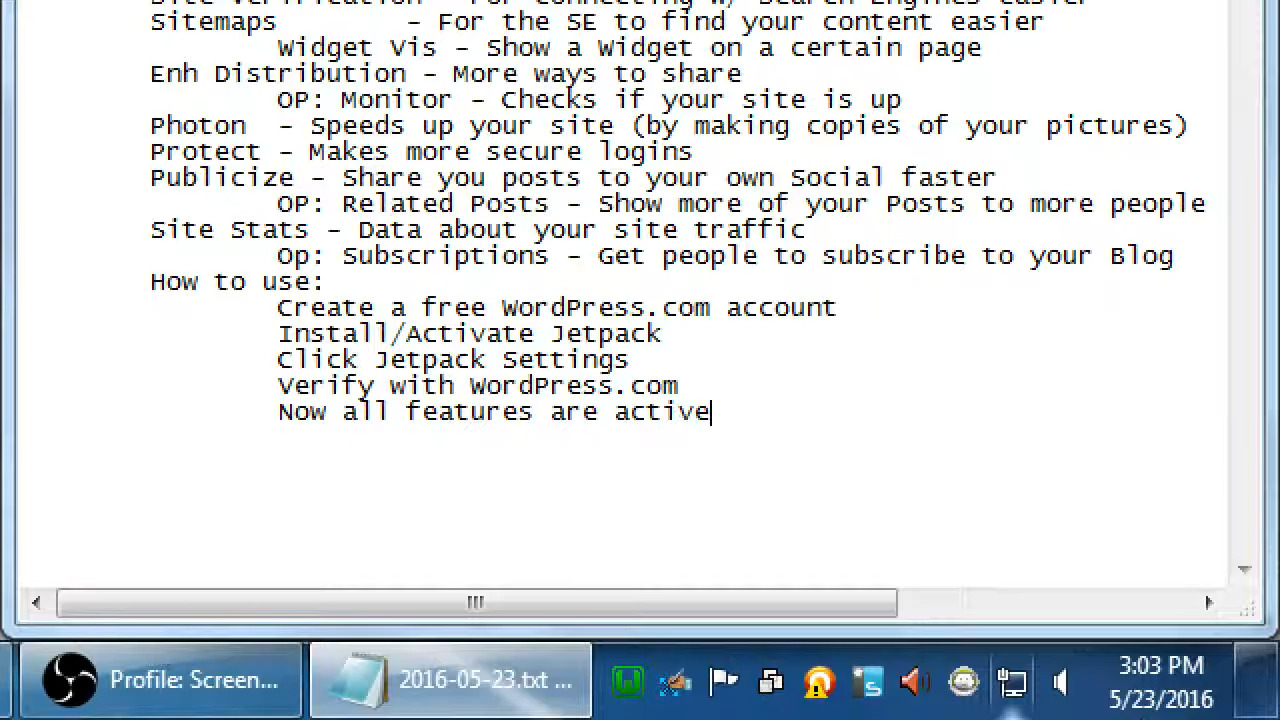 Sitemaps - For the SE to find your content easier
Widget Vis - Show a Widget on a certain page
Enh Distribution - More ways to share
OP: Monitor - Checks if your site is up
Photon - Speeds up your site (by making copies of your pictures)
Protect - Makes more secure logins
Publicize - Share you posts to your own Social faster
OP: Related Posts - Show more of your Posts to more people
Site Stats - Data about your site traffic
Op: Subscriptions - Get people to subscribe to your Blog
How to use:
Create a free WordPress.com account
Install/Activate Jetpack
Click Jetpack Settings
Verify with WordPress.com
Now all features are active
Profile: Screen...
2016-05-23.txt ...
3:03 PM
5/23/2016